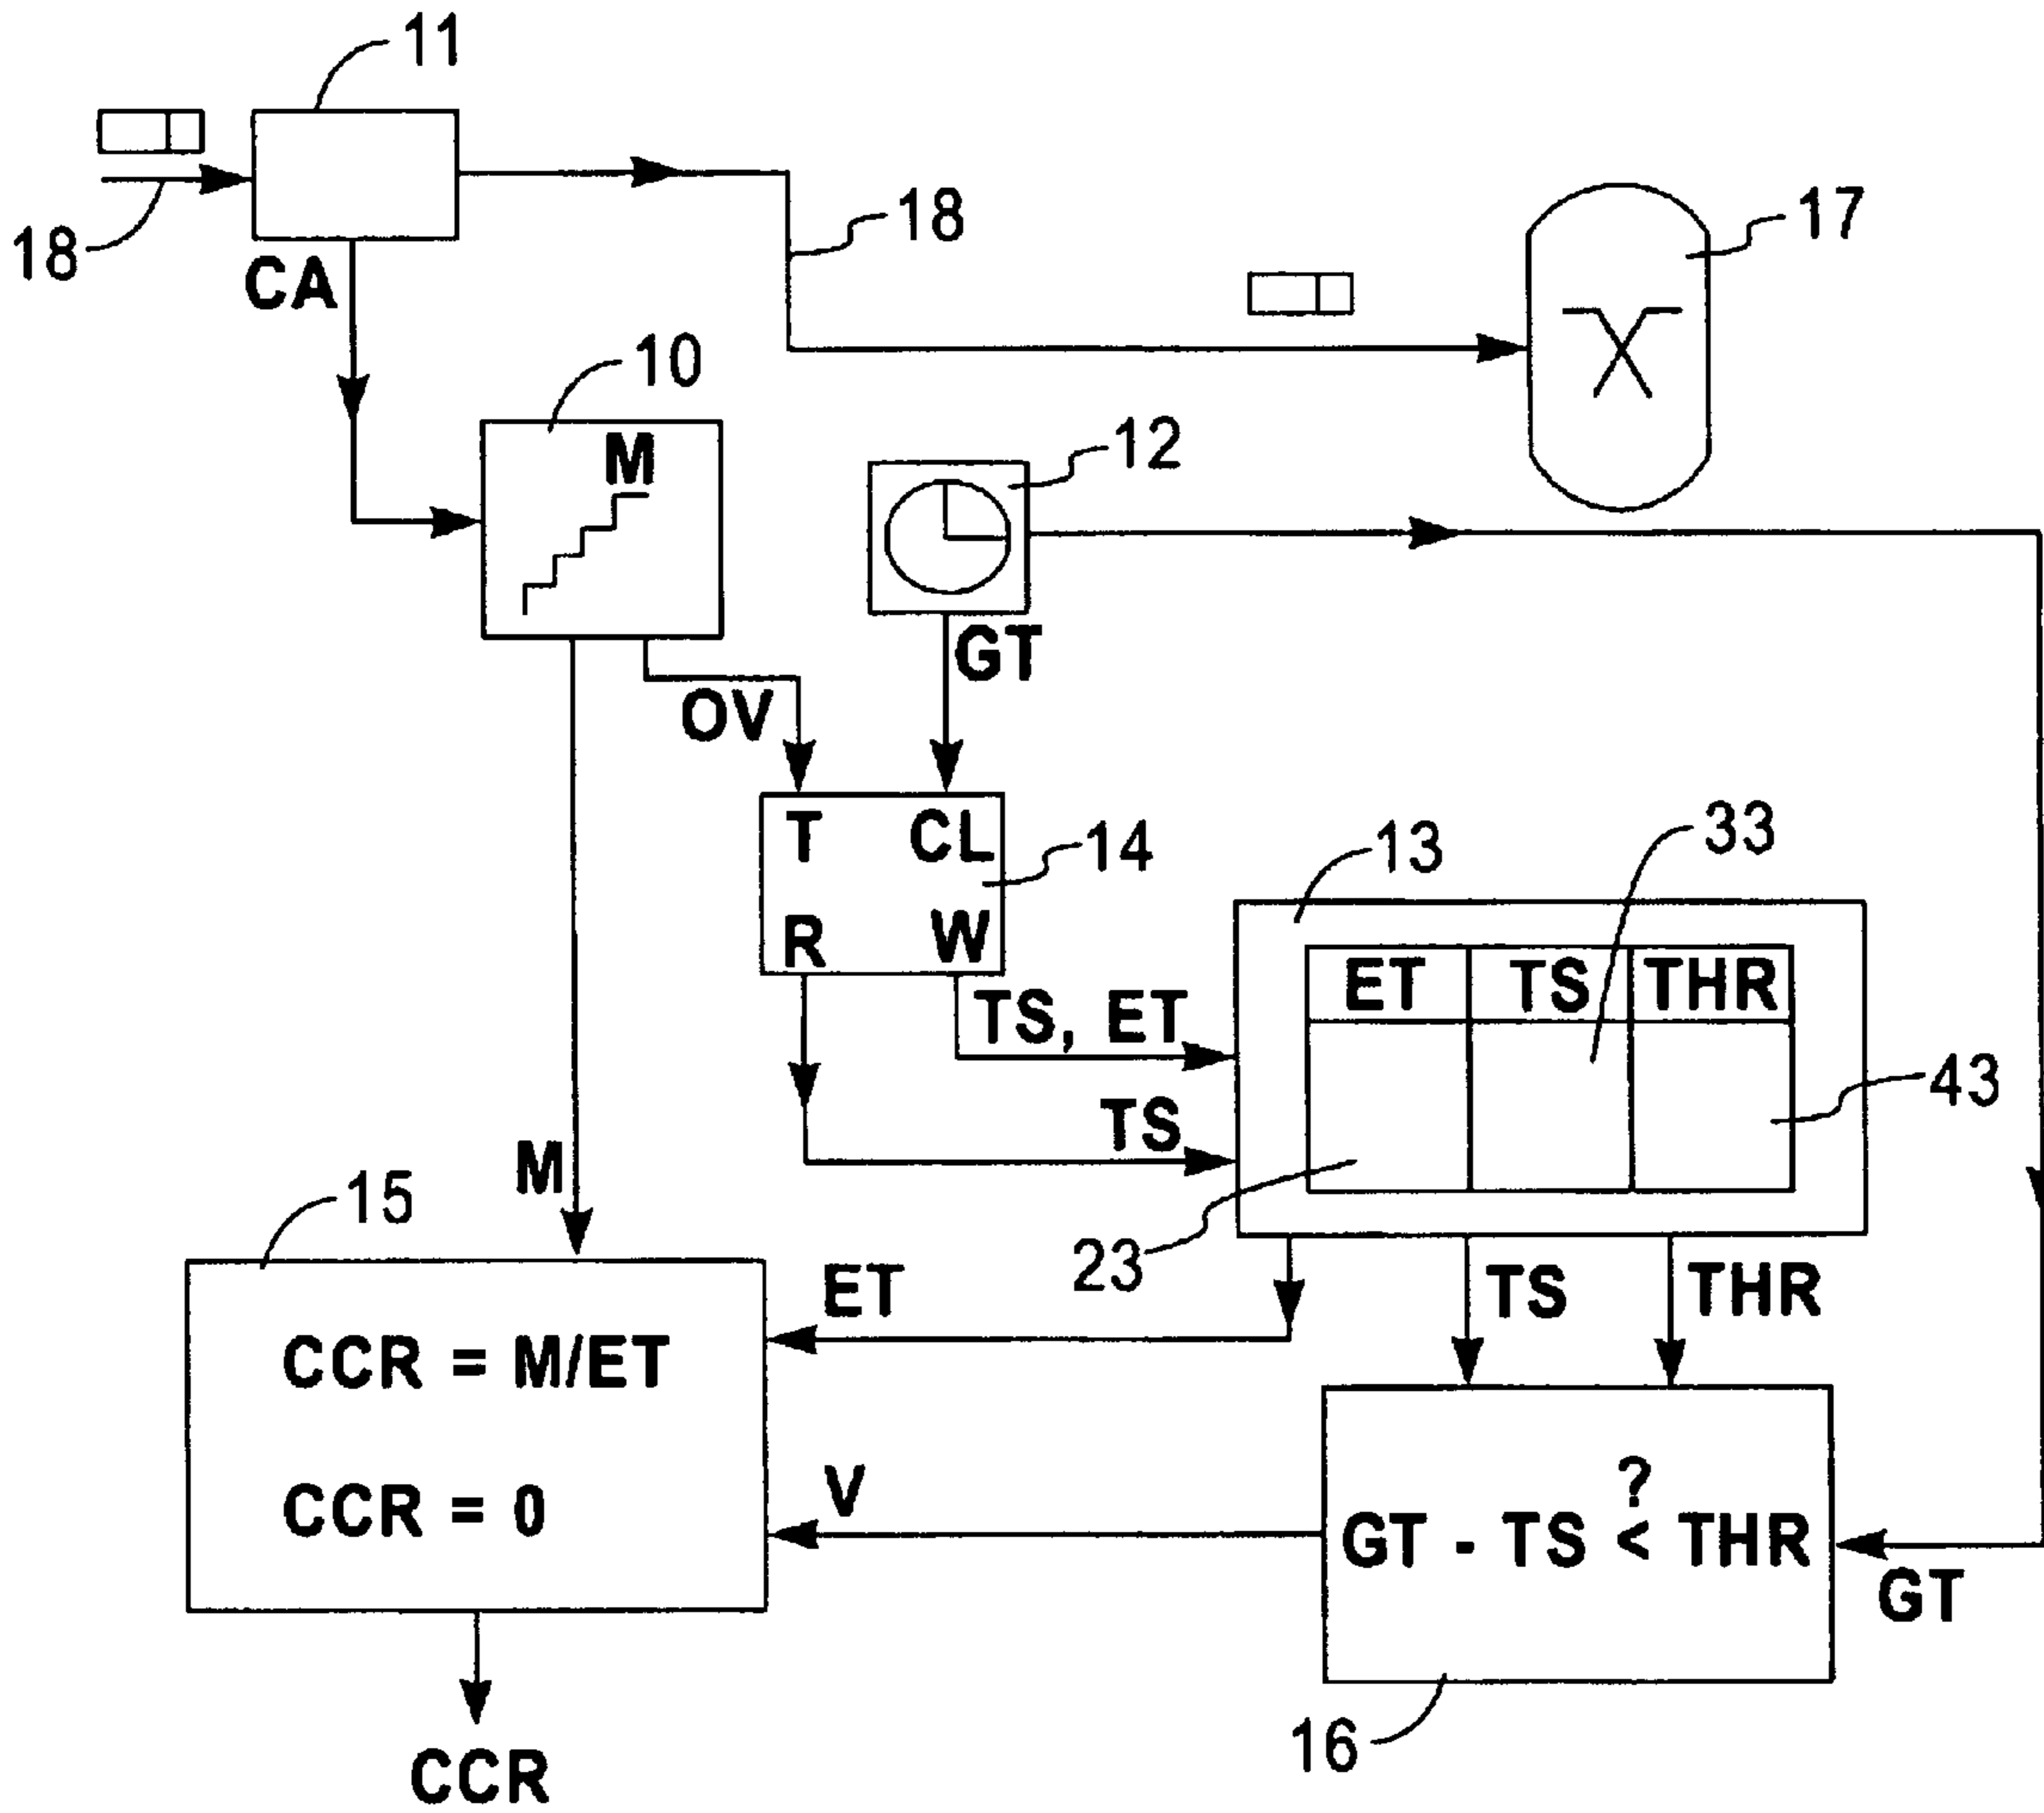 11
18
CA
18
17
10
M
12
GT
OV
T CL
14
R W
13
33
ET TS THR
TS, ET
43
TS
M
23
15
ET
TS
THR
CCR = M/ET
V
?
CCR = 0
GT - TS < THR
GT
16
CCR